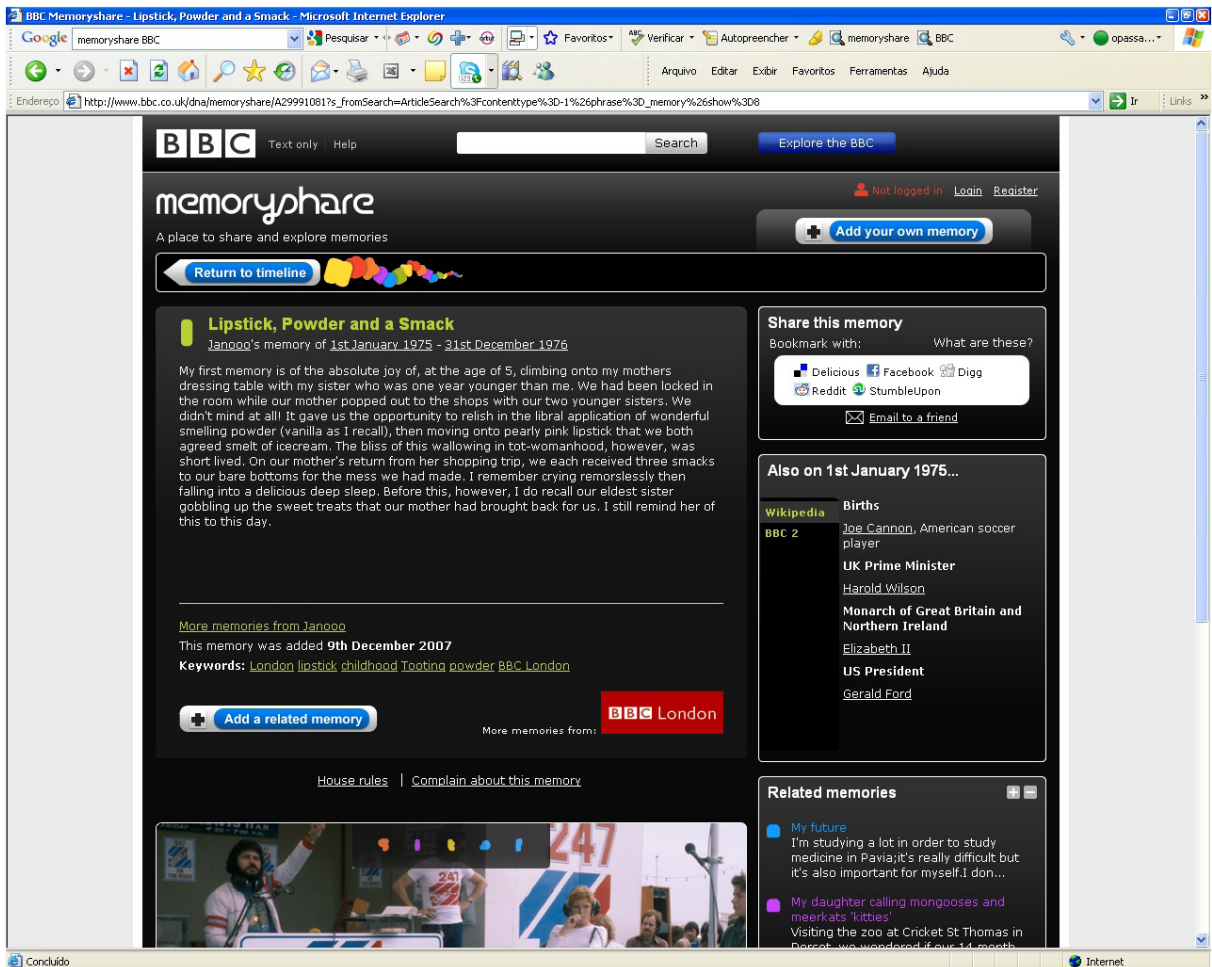 BBC Memoryshare - Lipstick, Powder and a Smack - Microsoft Internet Explorer
Google memoryshare BBC Pesquisar Favoritos Verificar Autopreencher memoryshare BBC opassa...
Arquivo Editar Exibir Favoritos Ferramentas Ajuda
Endereço http://www.bbc.co.uk/dna/memoryshare/A29991081?s_fromSearch=ArticleSearch%3Fcontenttype%3D-1%26phrase%3D_memory%26show%3D8 Ir Links »
BBC Text only Help Search Explore the BBC
memoryshare
A place to share and explore memories
Not logged in Login Register
Add your own memory
Return to timeline
Lipstick, Powder and a Smack
Janooo's memory of 1st January 1975 - 31st December 1976
My first memory is of the absolute joy of, at the age of 5, climbing onto my mothers
dressing table with my sister who was one year younger than me. We had been locked in
the room while our mother popped out to the shops with our two younger sisters. We
didn't mind at all! It gave us the opportunity to relish in the libral application of wonderful
smelling powder (vanilla as I recall), then moving onto pearly pink lipstick that we both
agreed smelt of icecream. The bliss of this wallowing in tot-womanhood, however, was
short lived. On our mother's return from her shopping trip, we each received three smacks
to our bare bottoms for the mess we had made. I remember crying remorslessly then
falling into a delicious deep sleep. Before this, however, I do recall our eldest sister
gobbling up the sweet treats that our mother had brought back for us. I still remind her of
this to this day.
More memories from Janooo
This memory was added 9th December 2007
Keywords: London lipstick childhood Tooting powder BBC London
Add a related memory
More memories from: BBC London
House rules | Complain about this memory
247
247
Share this memory
Bookmark with: What are these?
Delicious Facebook Digg
Reddit StumbleUpon
Email to a friend
Also on 1st January 1975...
Wikipedia
BBC 2
Births
Joe Cannon, American soccer
player
UK Prime Minister
Harold Wilson
Monarch of Great Britain and
Northern Ireland
Elizabeth II
US President
Gerald Ford
Related memories
My future
I'm studying a lot in order to study
medicine in Pavia;it's really difficult but
it's also important for myself.I don...
My daughter calling mongooses and
meerkats 'kitties'
Visiting the zoo at Cricket St Thomas in
Dorset, we wondered if our 14 month
Concluído Internet